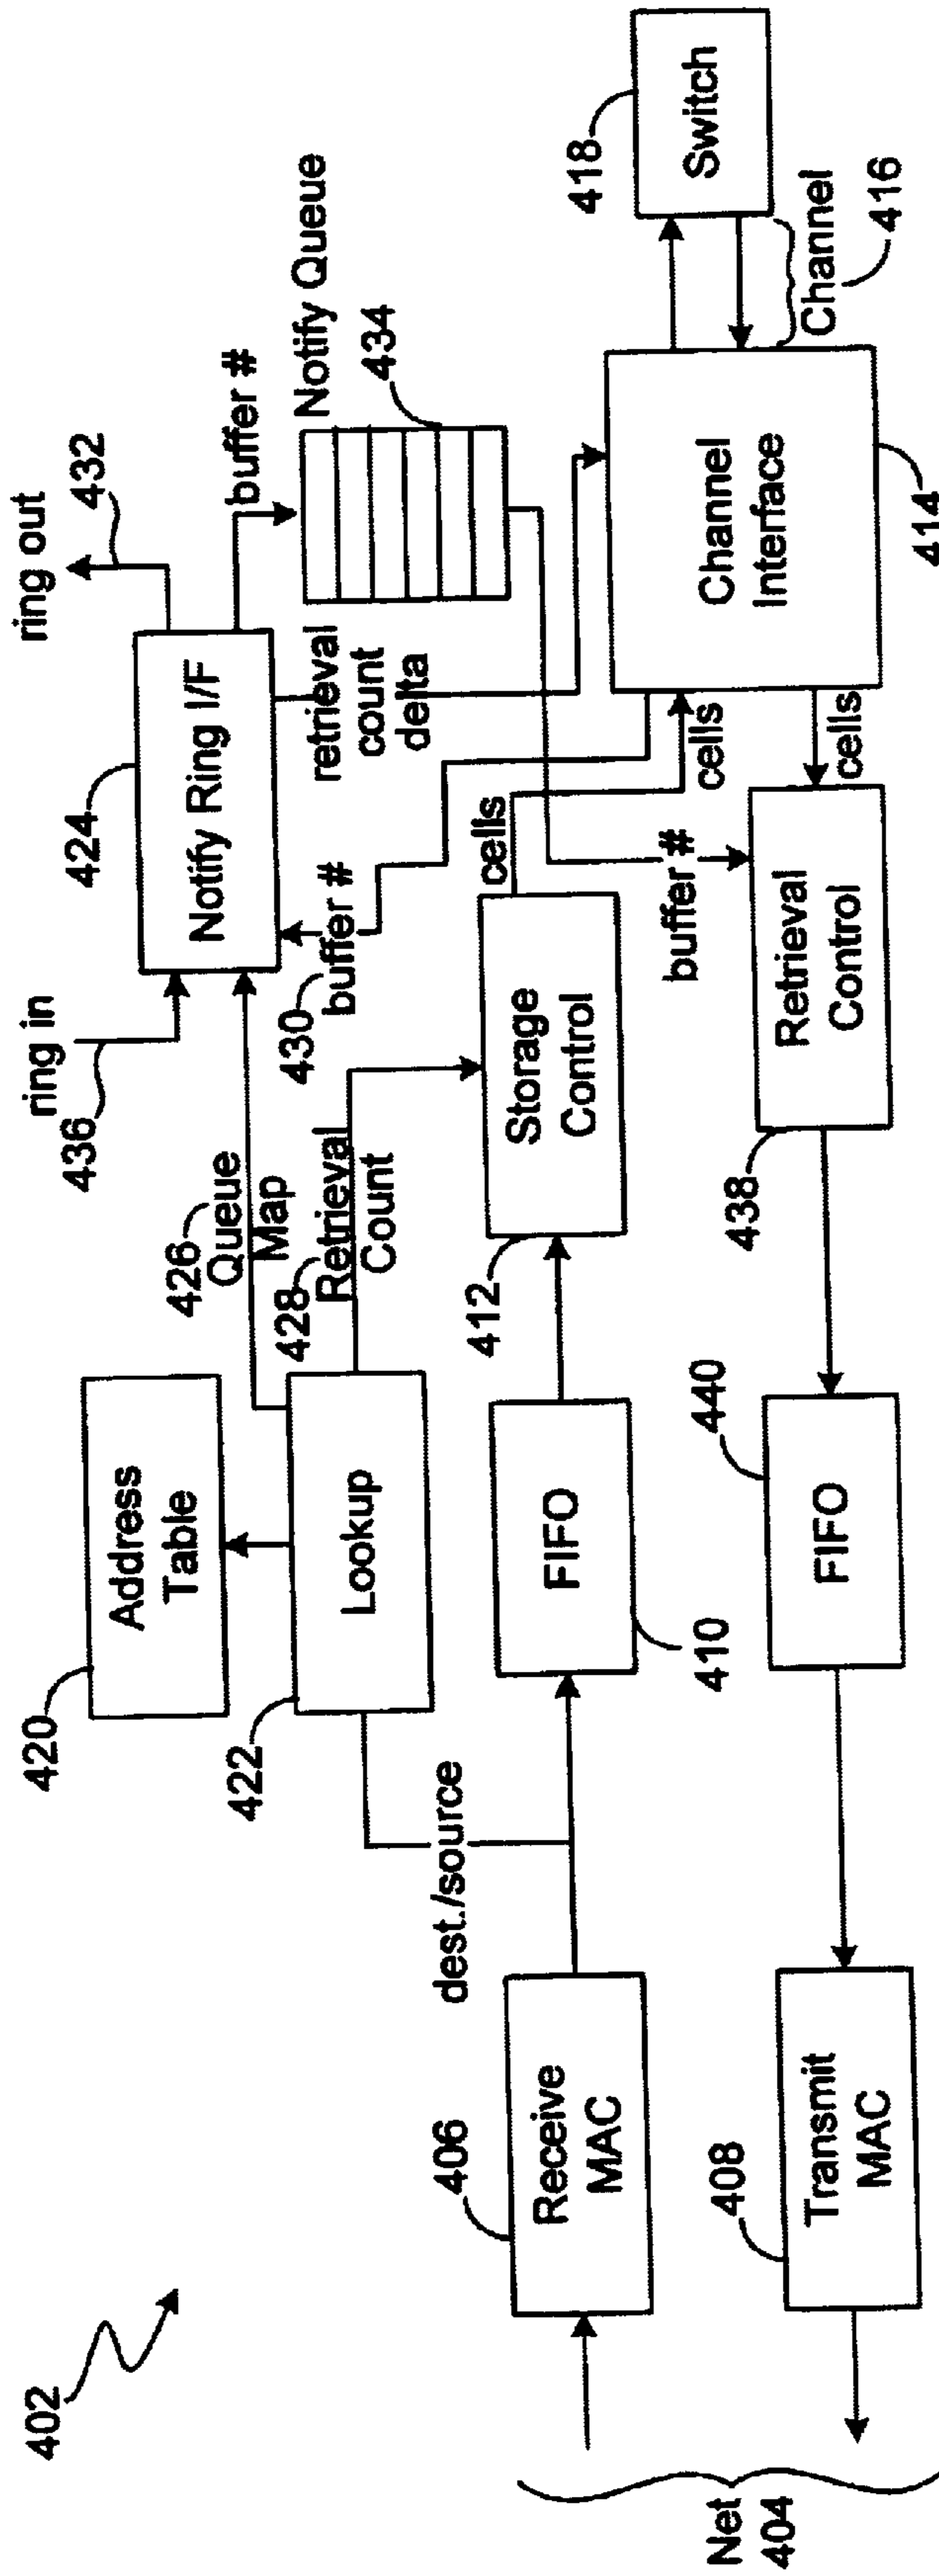 402
Net
404
406
Receive
MAC
408
Transmit
MAC
dest./source
420
Address
Table
422
Lookup
FIFO
410
440
FIFO
426
Queue
Map
428
Retrieval
Count
412
Storage
Control
438
Retrieval
Control
ring in
436
424
Notify Ring I/F
430
buffer #
ring out
432
buffer #
Notify Queue
434
retrieval
count
delta
cells
cells
buffer #
cells
Channel
Interface
414
418
Switch
Channel
416